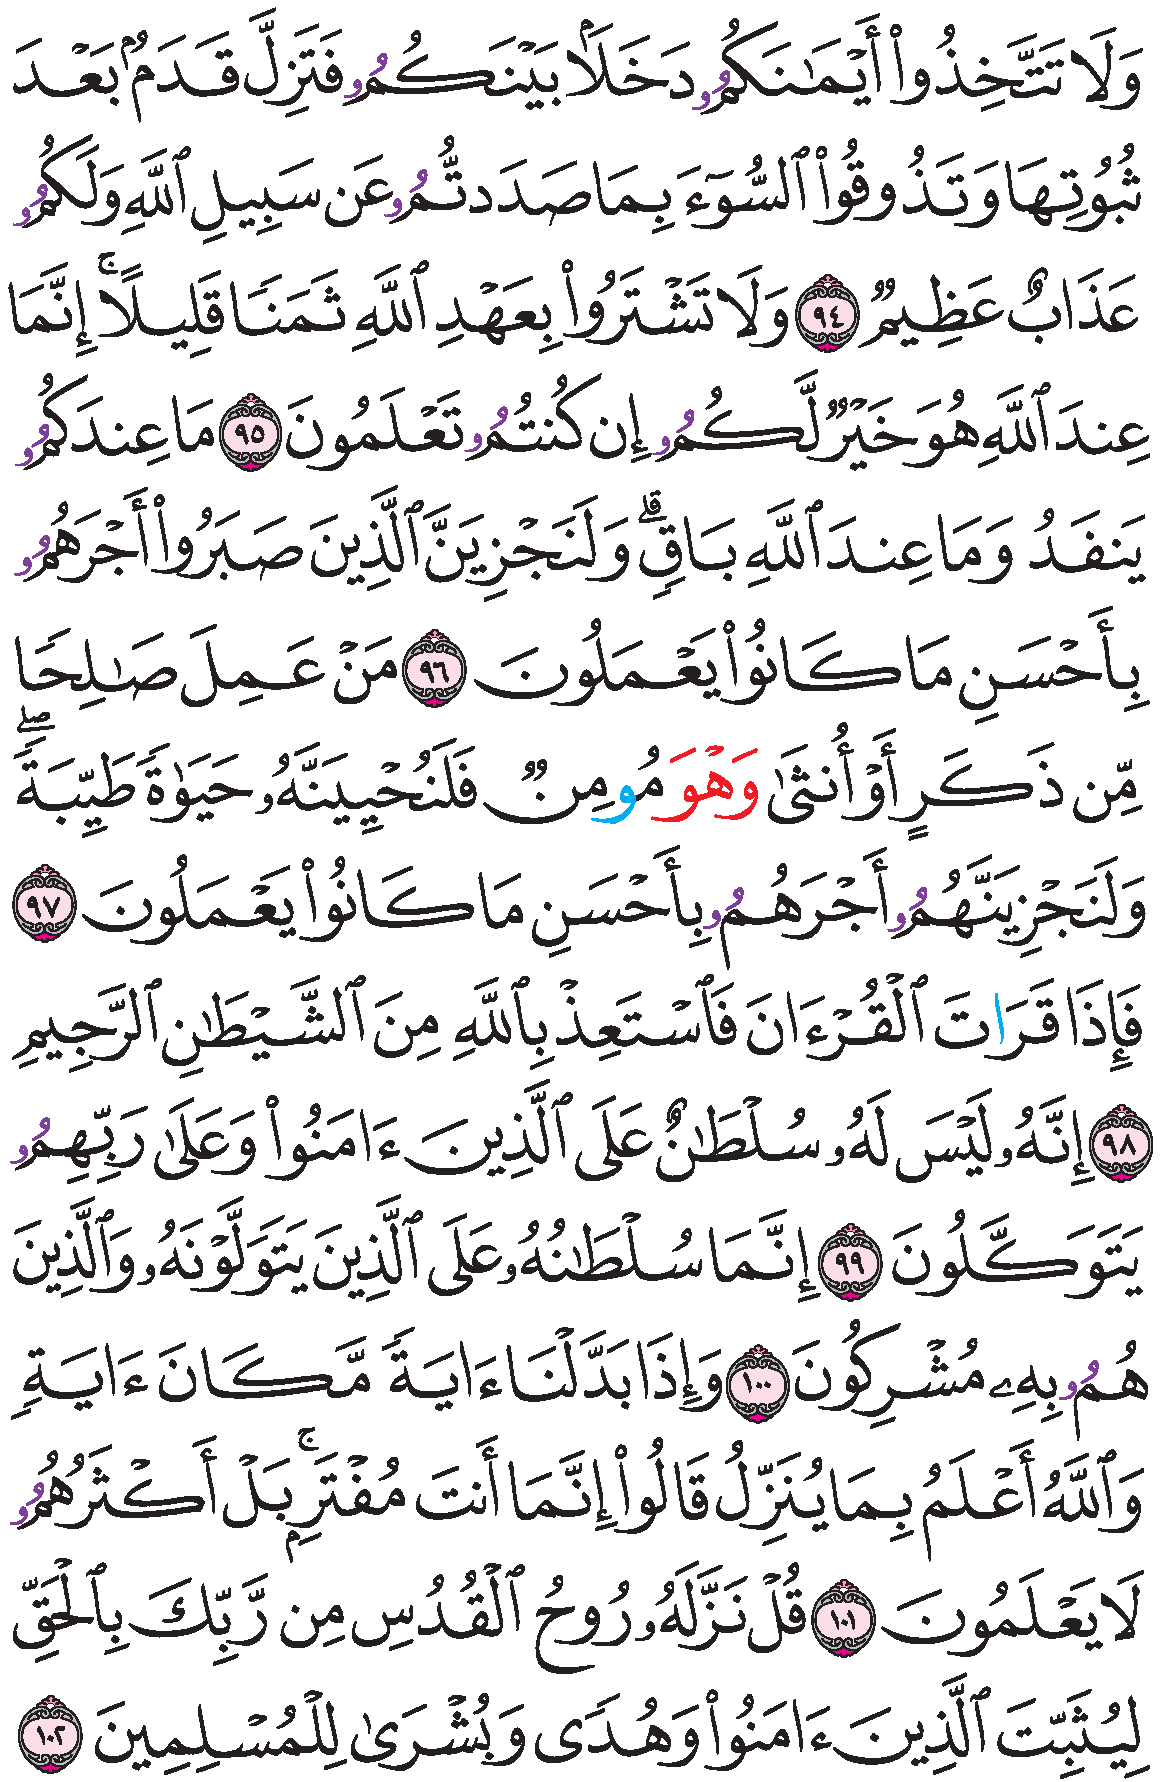 وَلَا تَتَّخِذُوٓاْ أَيْمَٰنَكُمُۥ دَخَلَۢا بَيْنَكُمُۥ فَتَزِلَّ قَدَمُۢ بَعْدَ
ثُبُوتِهَا وَتَذُوقُواْ ٱلسُّوٓءَ بِمَا صَدَدتُّمُۥ عَن سَبِيلِ ٱللَّهِ وَلَكُمُۥ
عَذَابٌ عَظِيمٞ ٩٤ وَلَا تَشْتَرُواْ بِعَهْدِ ٱللَّهِ ثَمَنٗا قَلِيلًاۚ إِنَّمَا
عِندَ ٱللَّهِ هُوَ خَيْرٞ لَّكُمُۥ إِن كُنتُمُۥ تَعْلَمُونَ ٩٥ مَا عِندَكُمُۥ
يَنفَدُ وَمَا عِندَ ٱللَّهِ بَاقٖۗ وَلَنَجْزِيَنَّ ٱلَّذِينَ صَبَرُوٓاْ أَجْرَهُمُۥ
بِأَحْسَنِ مَا كَانُواْ يَعْمَلُونَ ٩٦ مَنْ عَمِلَ صَٰلِحٗا
مِّن ذَكَرٍ أَوْ أُنثَىٰ وَهْوَ مُومِنٞ فَلَنُحْيِيَنَّهُۥ حَيَوٰةٗ طَيِّبَةٗۖ
وَلَنَجْزِيَنَّهُمُۥ أَجْرَهُمُۥ بِأَحْسَنِ مَا كَانُواْ يَعْمَلُونَ ٩٧
فَإِذَا قَرَاتَ ٱلْقُرْءَانَ فَٱسْتَعِذْ بِٱللَّهِ مِنَ ٱلشَّيْطَٰنِ ٱلرَّجِيمِ
٩٨ إِنَّهُۥ لَيْسَ لَهُۥ سُلْطَٰنٌ عَلَى ٱلَّذِينَ ءَامَنُواْ وَعَلَىٰ رَبِّهِمُۥ
يَتَوَكَّلُونَ ٩٩ إِنَّمَا سُلْطَٰنُهُۥ عَلَى ٱلَّذِينَ يَتَوَلَّوْنَهُۥ وَٱلَّذِينَ
هُمُۥ بِهِۦ مُشْرِكُونَ ١٠٠ وَإِذَا بَدَّلْنَا ءَايَةٗ مَّكَانَ ءَايَةٖ
وَٱللَّهُ أَعْلَمُ بِمَا يُنَزِّلُ قَالُوٓاْ إِنَّمَا أَنتَ مُفْتَرِۭۚ بَلْ أَكْثَرُهُمُۥ
لَا يَعْلَمُونَ ١٠١ قُلْ نَزَّلَهُۥ رُوحُ ٱلْقُدُسِ مِن رَّبِّكَ بِٱلْحَقِّ
لِيُثَبِّتَ ٱلَّذِينَ ءَامَنُواْ وَهُدٗى وَبُشْرَىٰ لِلْمُسْلِمِينَ ١٠٢